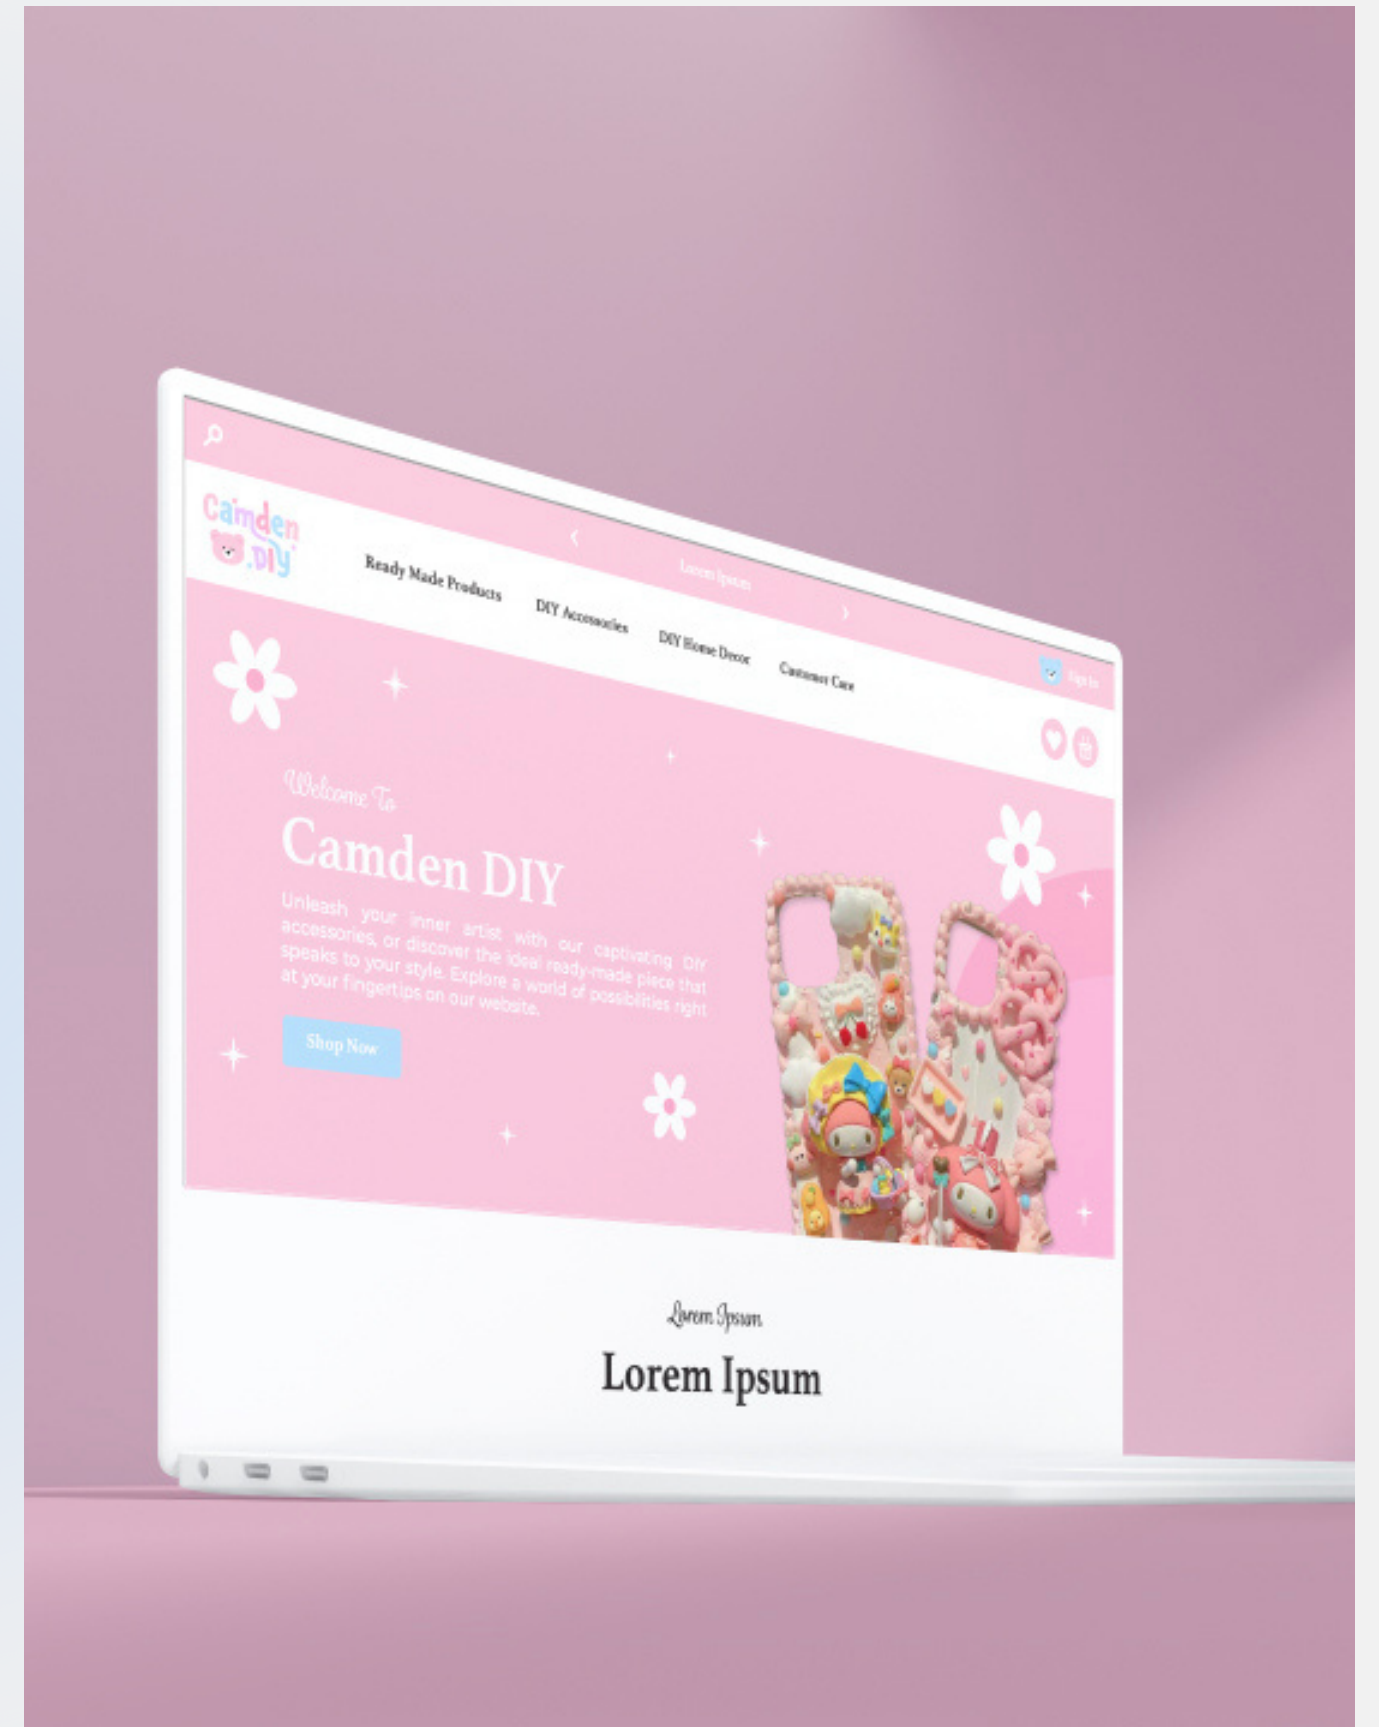 Lorem Ipsum
Sign In
Camden
.DIY
Ready Made Products
DIY Accessories
DIY Home Decor
Customer Care
Welcome To
Camden DIY
Unleash your inner artist with our captivating DIY
accessories, or discover the ideal ready-made piece that
speaks to your style. Explore a world of possibilities right
at your fingertips on our website.
Shop Now
Lorem Ipsum
Lorem Ipsum